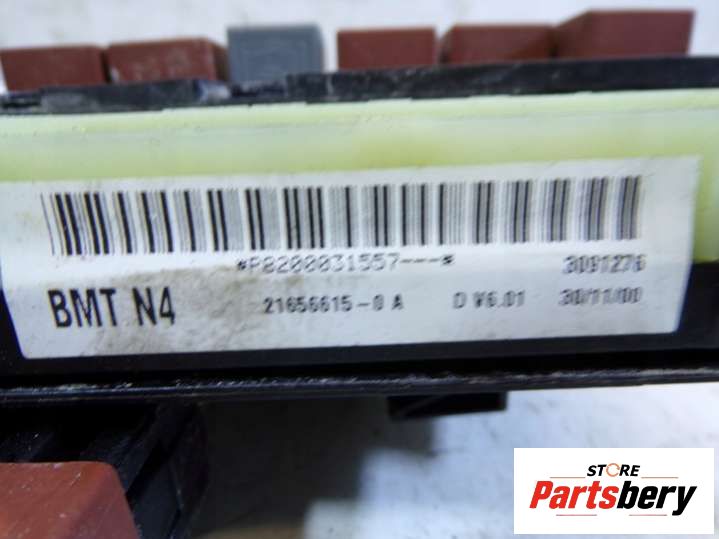 *P8200031557---*
3091276
BMT N4
21656615-0 A
D V6.01
30/11/00
STORE
Partsbery